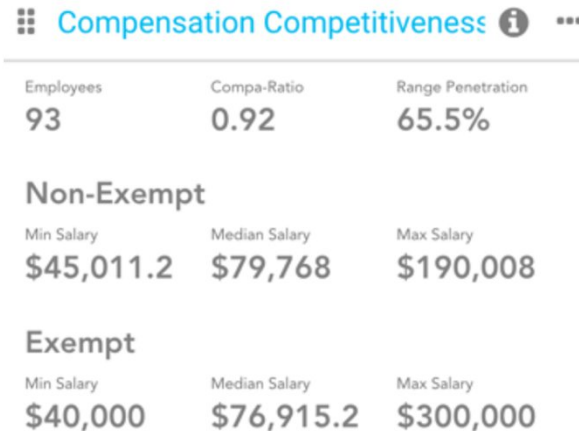 Compensation Competitiveness
Employees Compa-Ratio Range Penetration
93 0.92 65.5%
Non-Exempt
Min Salary Median Salary Max Salary
$45,011.2 $79,768 $190,008
Exempt
Min Salary Median Salary Max Salary
$40,000 $76,915.2 $300,000